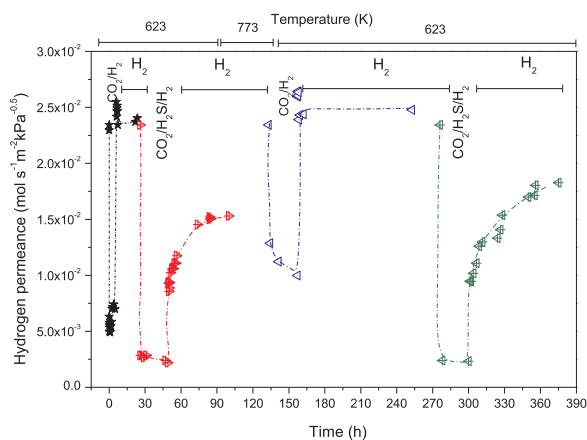 Temperature (K)
623 773 623
CO₂/H₂ H₂ CO₂/H₂S/H₂ H₂ CO₂/H₂ H₂ CO₂/H₂S/H₂ H₂
Hydrogen permeance (mol s⁻¹m⁻²kPa⁻⁰·⁵)
3.0x10⁻²
2.5x10⁻²
2.0x10⁻²
1.5x10⁻²
1.0x10⁻²
5.0x10⁻³
0.0
0 30 60 90 120 150 180 210 240 270 300 330 360 390
Time (h)